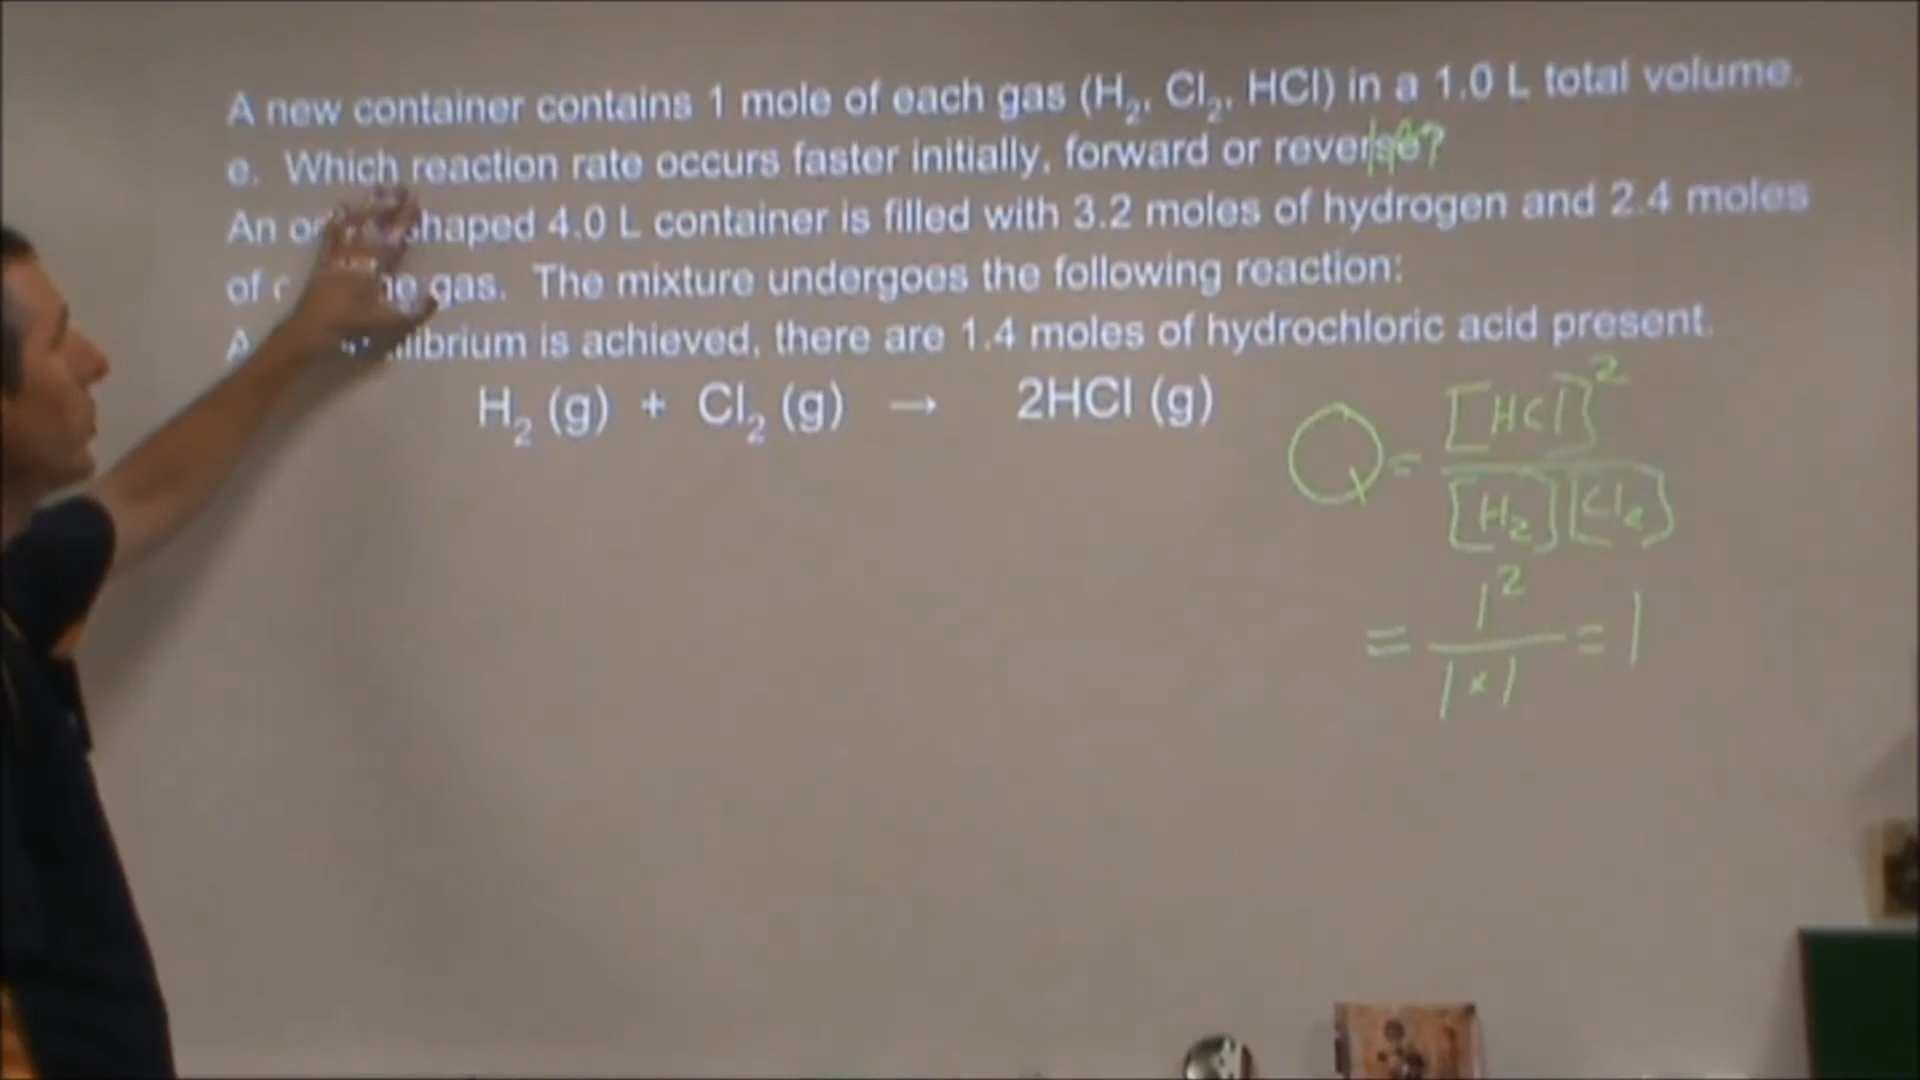 A new container contains 1 mole of each gas (H₂, Cl₂, HCl) in a 1.0 L total volume.
e. Which reaction rate occurs faster initially, forward or reverse?
An shaped 4.0 L container is filled with 3.2 moles of hydrogen and 2.4 moles
of gas. The mixture undergoes the following reaction:
is achieved, there are 1.4 moles of hydrochloric acid present.
H₂ (g) + Cl₂ (g) → 2HCl (g)
Q = [HCl]² / [H₂][Cl₂]
= 1² / 1 × 1 = 1